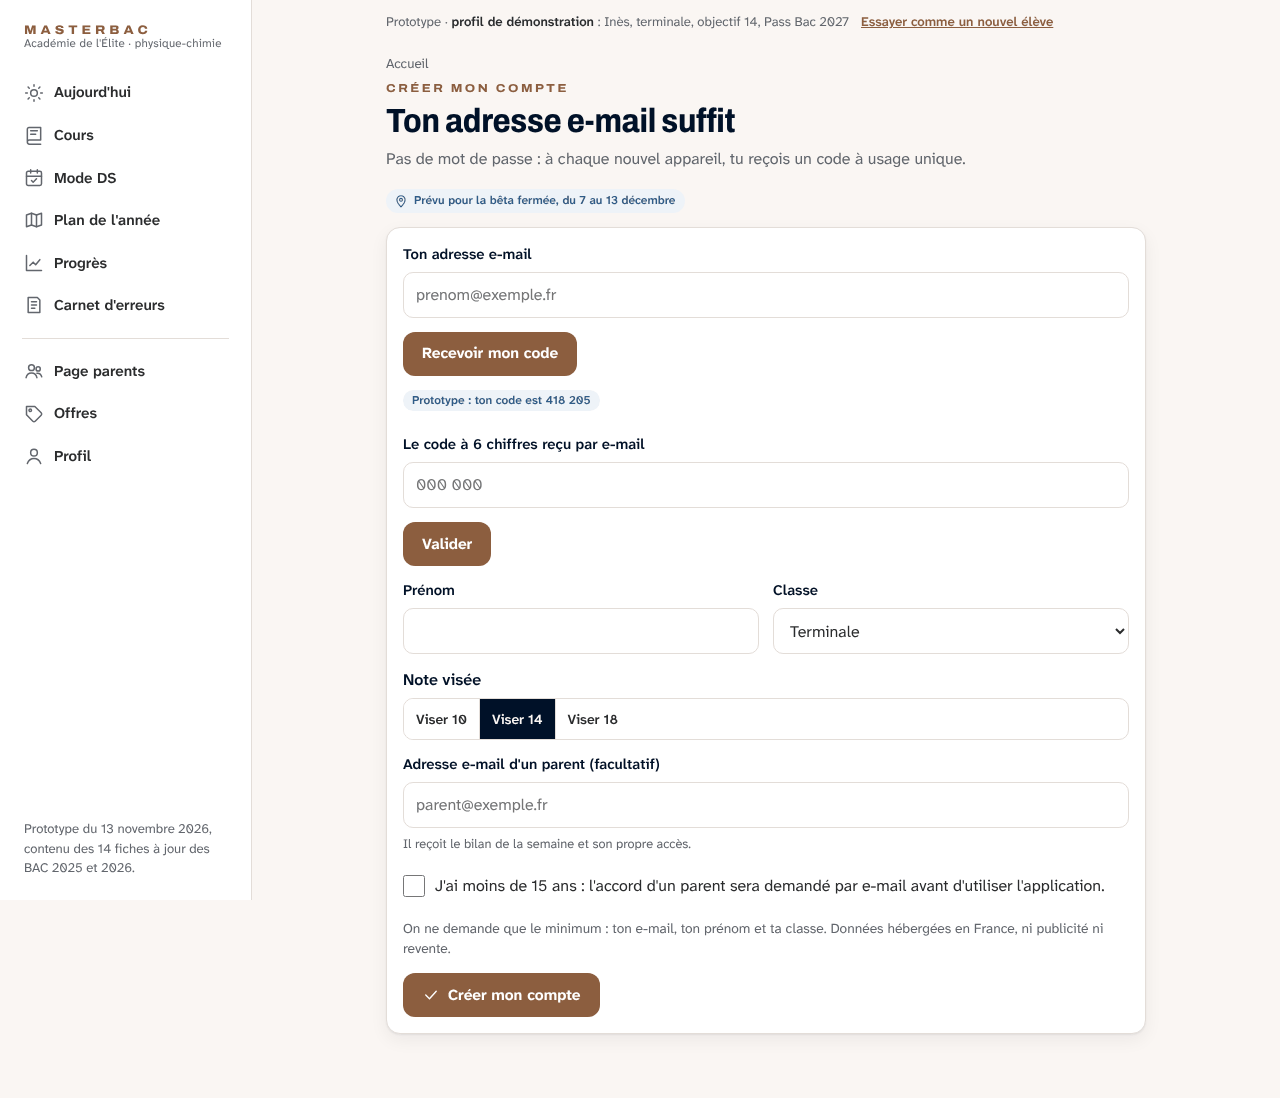 MASTERBAC
Académie de l'Élite · physique-chimie
Aujourd'hui
Cours
Mode DS
Plan de l'année
Progrès
Carnet d'erreurs
Page parents
Offres
Profil
Prototype du 13 novembre 2026,
contenu des 14 fiches à jour des
BAC 2025 et 2026.
Prototype · profil de démonstration : Inès, terminale, objectif 14, Pass Bac 2027 Essayer comme un nouvel élève
Accueil
CRÉER MON COMPTE
Ton adresse e-mail suffit
Pas de mot de passe : à chaque nouvel appareil, tu reçois un code à usage unique.
Prévu pour la bêta fermée, du 7 au 13 décembre
Ton adresse e-mail
prenom@exemple.fr
Recevoir mon code
Prototype : ton code est 418 205
Le code à 6 chiffres reçu par e-mail
000 000
Valider
Prénom Classe
Terminale
Note visée
Viser 10 Viser 14 Viser 18
Adresse e-mail d'un parent (facultatif)
parent@exemple.fr
Il reçoit le bilan de la semaine et son propre accès.
J'ai moins de 15 ans : l'accord d'un parent sera demandé par e-mail avant d'utiliser l'application.
On ne demande que le minimum : ton e-mail, ton prénom et ta classe. Données hébergées en France, ni publicité ni
revente.
Créer mon compte